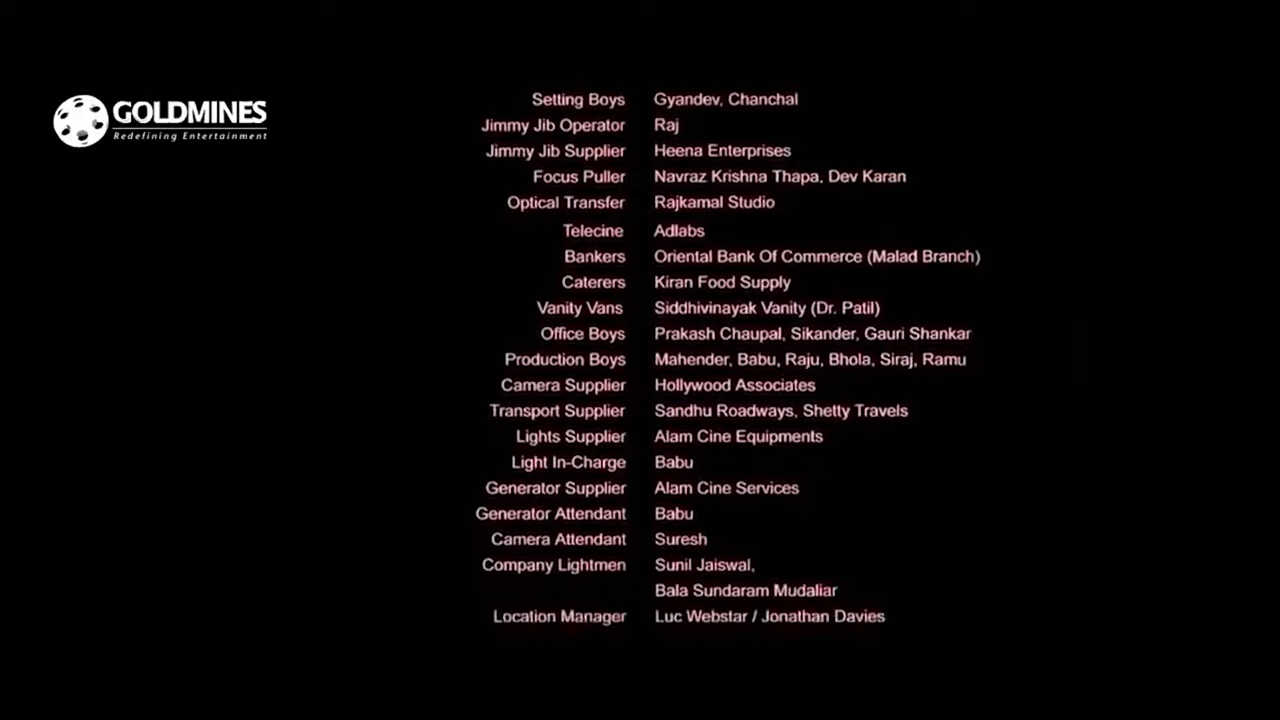 GOLDMINES
Redefining Entertainment
Setting Boys Gyandev, Chanchal
Jimmy Jib Operator Raj
Jimmy Jib Supplier Heena Enterprises
Focus Puller Navraz Krishna Thapa, Dev Karan
Optical Transfer Rajkamal Studio
Telecine Adlabs
Bankers Oriental Bank Of Commerce (Malad Branch)
Caterers Kiran Food Supply
Vanity Vans Siddhivinayak Vanity (Dr. Patil)
Office Boys Prakash Chaupal, Sikander, Gauri Shankar
Production Boys Mahender, Babu, Raju, Bhola, Siraj, Ramu
Camera Supplier Hollywood Associates
Transport Supplier Sandhu Roadways, Shetty Travels
Lights Supplier Alam Cine Equipments
Light In-Charge Babu
Generator Supplier Alam Cine Services
Generator Attendant Babu
Camera Attendant Suresh
Company Lightmen Sunil Jaiswal,
Bala Sundaram Mudaliar
Location Manager Luc Webstar / Jonathan Davies